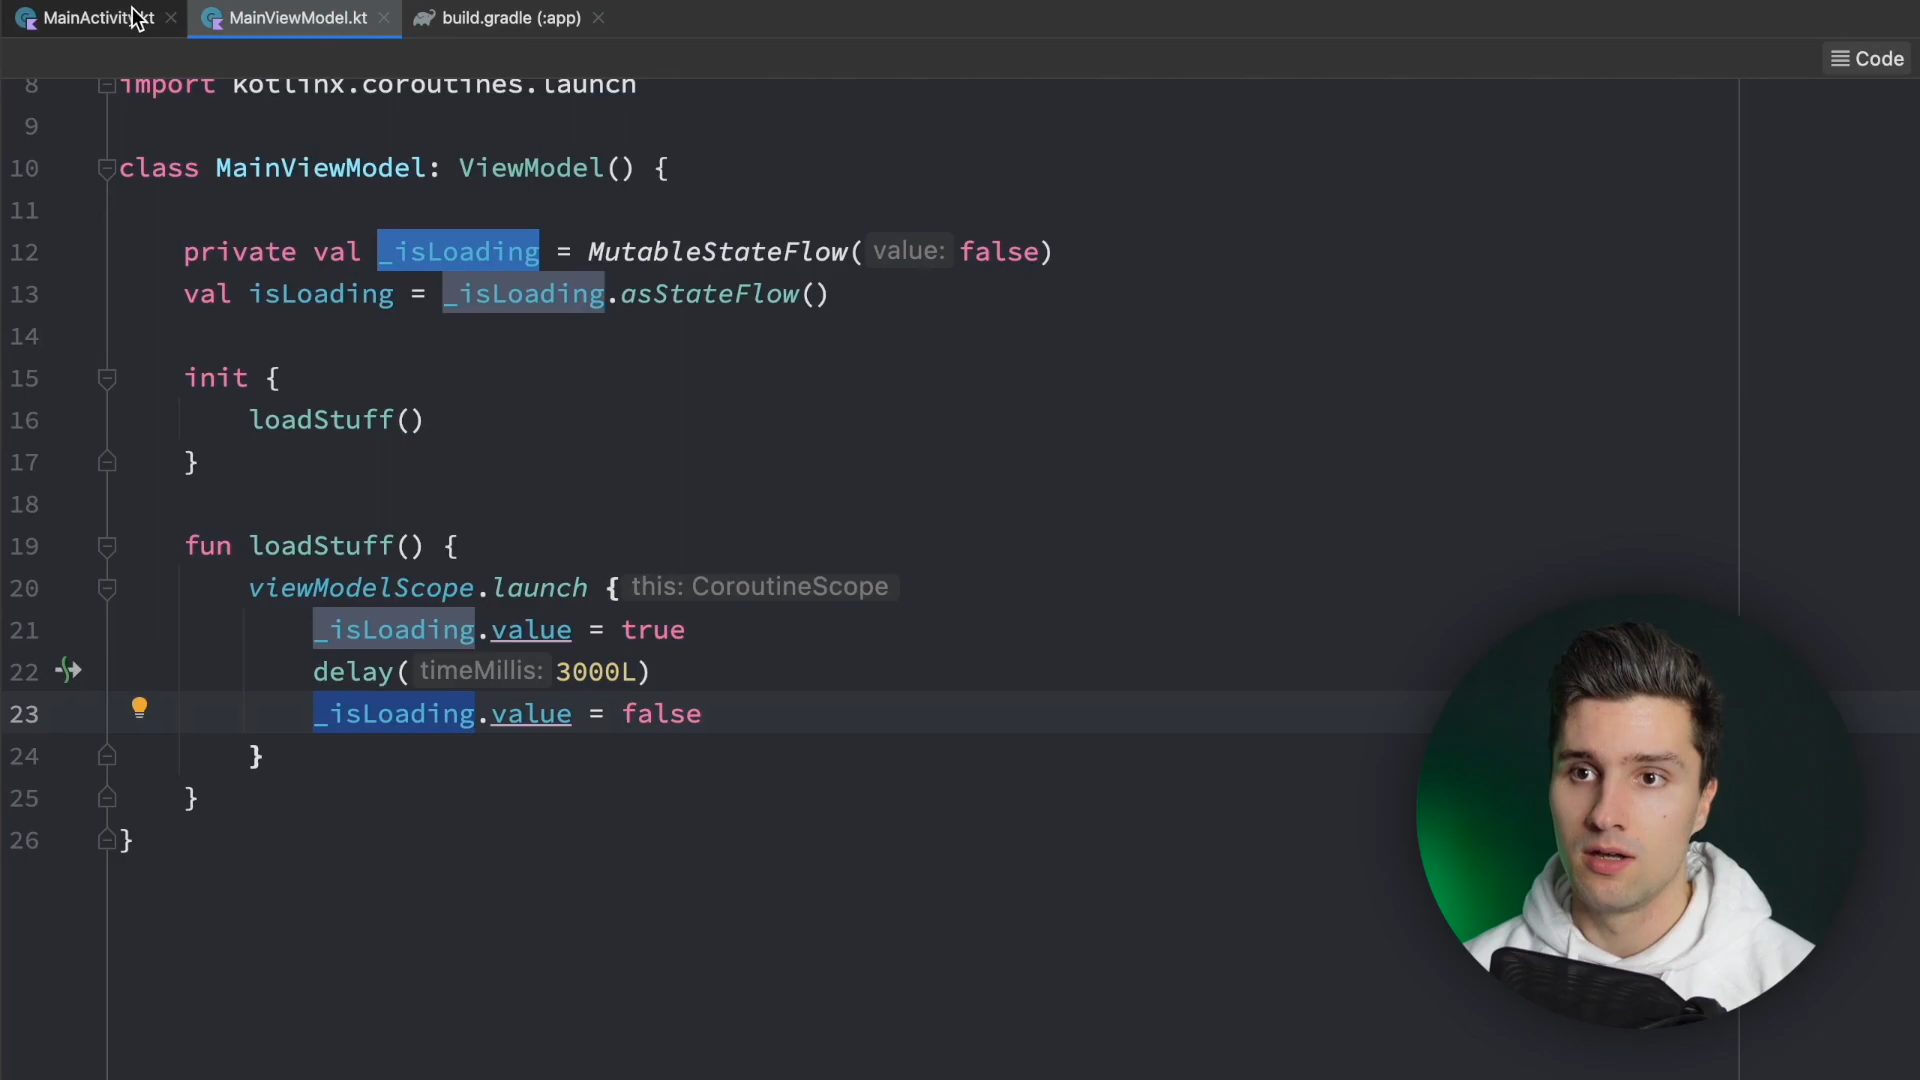 MainActivity.kt
MainViewModel.kt
build.gradle (:app)
Code
8 import kotlinx.coroutines.launch
9
10 class MainViewModel: ViewModel() {
11
12 private val _isLoading = MutableStateFlow( value: false)
13 val isLoading = _isLoading.asStateFlow()
14
15 init {
16 loadStuff()
17 }
18
19 fun loadStuff() {
20 viewModelScope.launch { this: CoroutineScope
21 _isLoading.value = true
22 delay( timeMillis: 3000L)
23 _isLoading.value = false
24 }
25 }
26 }